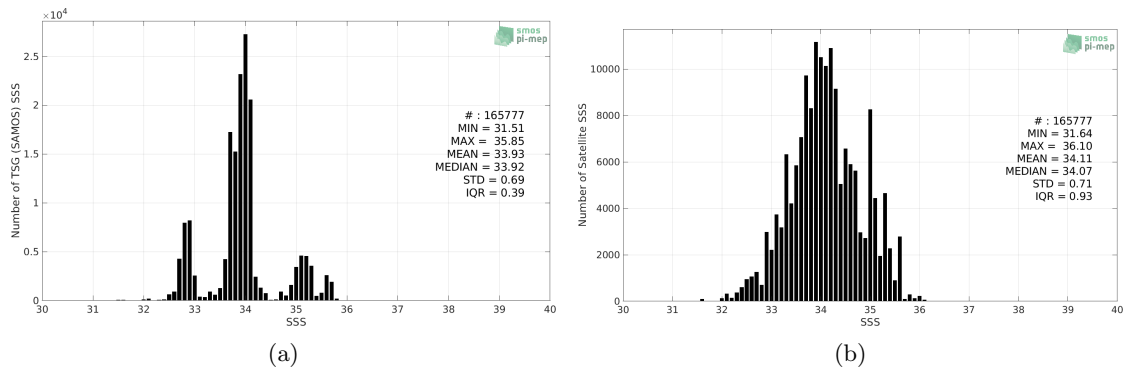 ×10⁴
2.5
2
1.5
1
0.5
0
30 31 32 33 34 35 36 37 38 39 40
SSS
Number of TSG (SAMOS) SSS
smos
pi-mep
# : 165777
MIN = 31.51
MAX = 35.85
MEAN = 33.93
MEDIAN = 33.92
STD = 0.69
IQR = 0.39
(a)
10000
8000
6000
4000
2000
0
30 31 32 33 34 35 36 37 38 39 40
SSS
Number of Satellite SSS
smos
pi-mep
# : 165777
MIN = 31.64
MAX = 36.10
MEAN = 34.11
MEDIAN = 34.07
STD = 0.71
IQR = 0.93
(b)